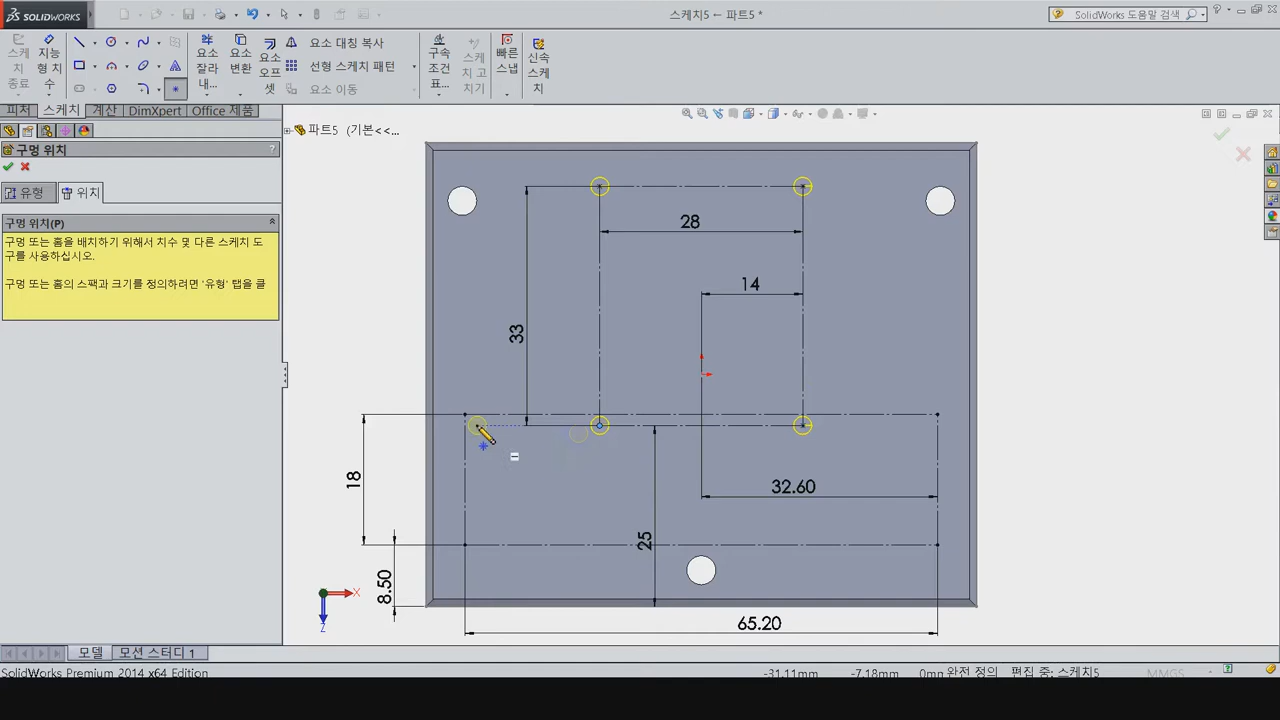 SOLIDWORKS
스케치5 ← 파트5 *
SolidWorks 도움말 검색
스케치 종료
지능형 치수
요소 잘라내...
요소 변환
요소 오프셋
요소 대칭 복사
선형 스케치 패턴
요소 이동
구속조건 표...
스케치 고치기
빠른 스냅
신속 스케치
피처
스케치
계산
DimXpert
Office 제품
구멍 위치
?
유형
위치
구멍 위치(P)
구멍 또는 홈을 배치하기 위해서 치수 및 다른 스케치 도
구를 사용하십시오.
구멍 또는 홈의 스팩과 크기를 정의하려면 '유형' 탭을 클
파트5 (기본<<...
28
14
33
18
32.60
25
8.50
65.20
X
Z
모델
모션 스터디 1
SolidWorks Premium 2014 x64 Edition
-31.11mm
-7.18mm
0mm 완전 정의
편집 중: 스케치5
MMGS